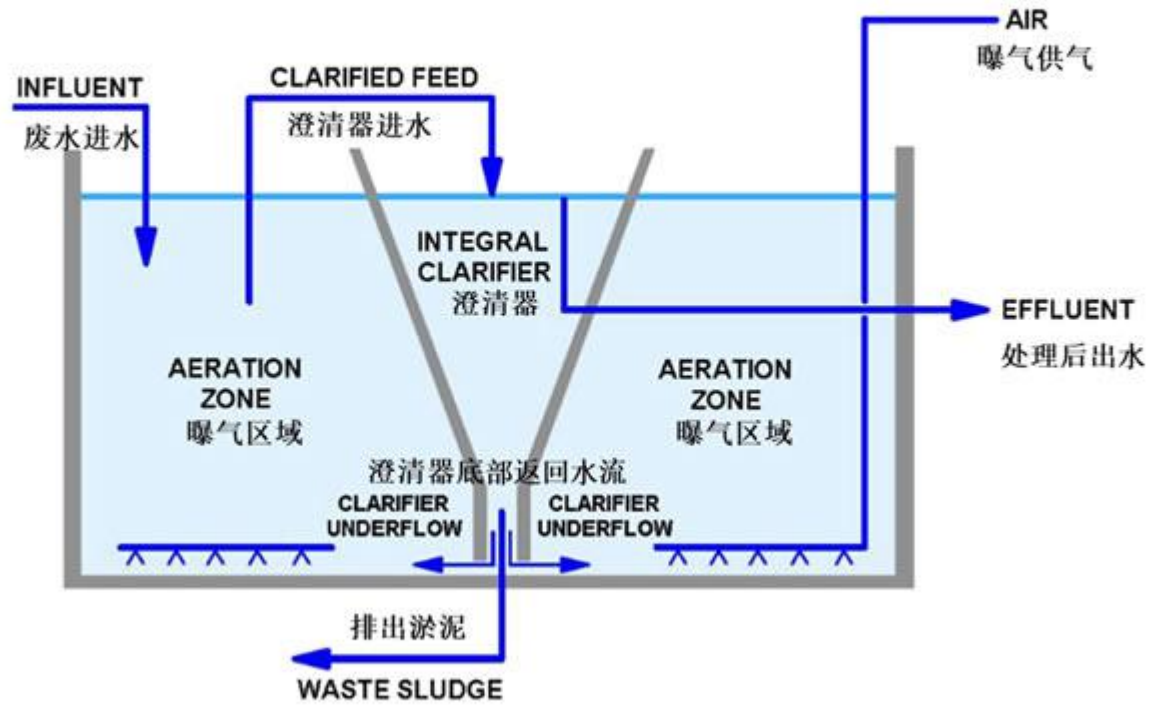 AIR
曝气供气
INFLUENT
废水进水
CLARIFIED FEED
澄清器进水
INTEGRAL
CLARIFIER
澄清器
EFFLUENT
处理后出水
AERATION
ZONE
曝气区域
AERATION
ZONE
曝气区域
澄清器底部返回水流
CLARIFIER
UNDERFLOW
CLARIFIER
UNDERFLOW
排出淤泥
WASTE SLUDGE